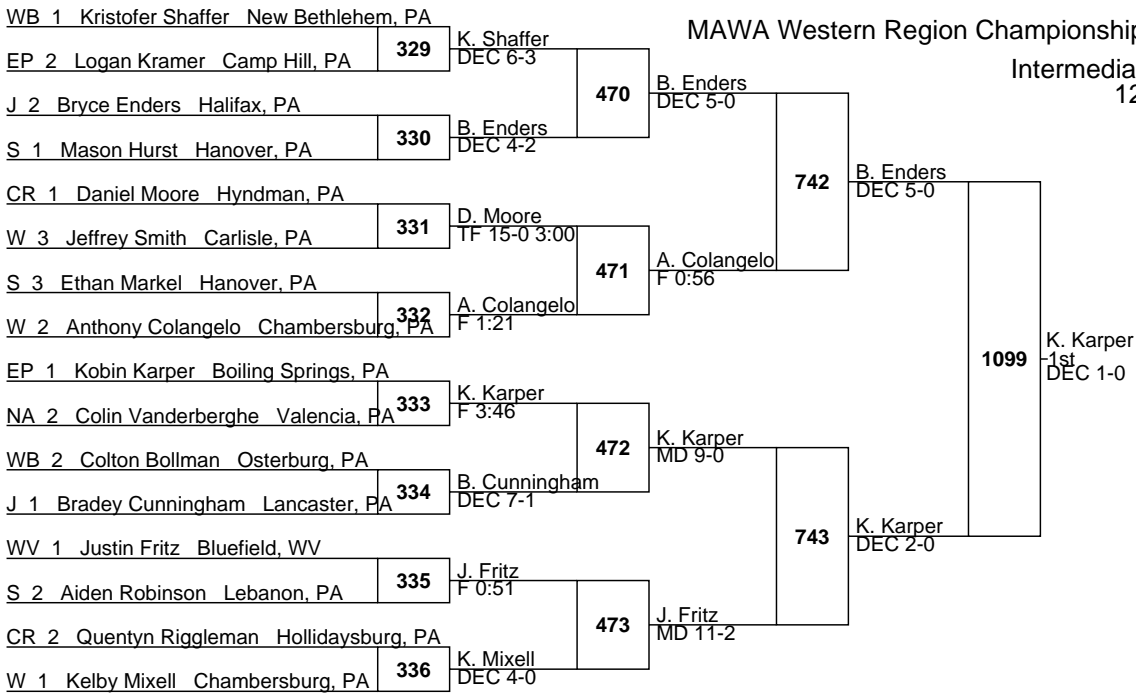 MAWA Western Region Championship
Intermedia
12
WB 1 Kristofer Shaffer New Bethlehem, PA
EP 2 Logan Kramer Camp Hill, PA
J 2 Bryce Enders Halifax, PA
S 1 Mason Hurst Hanover, PA
CR 1 Daniel Moore Hyndman, PA
W 3 Jeffrey Smith Carlisle, PA
S 3 Ethan Markel Hanover, PA
W 2 Anthony Colangelo Chambersburg, PA
EP 1 Kobin Karper Boiling Springs, PA
NA 2 Colin Vanderberghe Valencia, PA
WB 2 Colton Bollman Osterburg, PA
J 1 Bradey Cunningham Lancaster, PA
WV 1 Justin Fritz Bluefield, WV
S 2 Aiden Robinson Lebanon, PA
CR 2 Quentyn Riggleman Hollidaysburg, PA
W 1 Kelby Mixell Chambersburg, PA
329
330
331
332
333
334
335
336
K. Shaffer
DEC 6-3
B. Enders
DEC 4-2
D. Moore
TF 15-0 3:00
A. Colangelo
F 1:21
K. Karper
F 3:46
B. Cunningham
DEC 7-1
J. Fritz
F 0:51
K. Mixell
DEC 4-0
470
471
472
473
B. Enders
DEC 5-0
A. Colangelo
F 0:56
K. Karper
MD 9-0
J. Fritz
MD 11-2
742
743
B. Enders
DEC 5-0
K. Karper
DEC 2-0
1099
K. Karper
1st
DEC 1-0